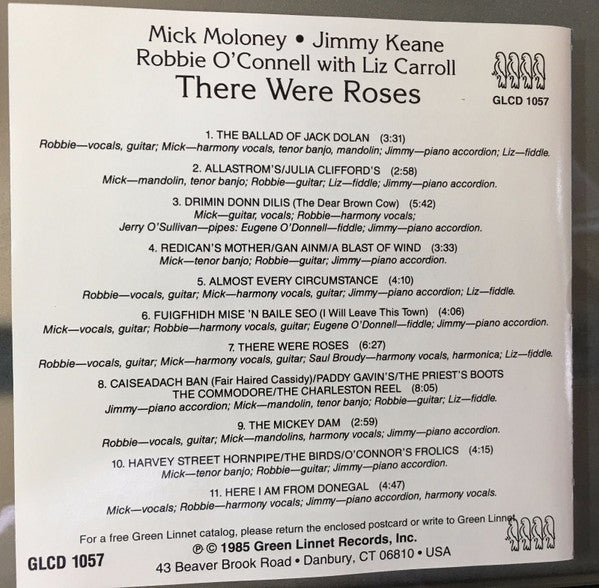 Mick Moloney • Jimmy Keane
Robbie O'Connell with Liz Carroll
There Were Roses
GLCD 1057
1. THE BALLAD OF JACK DOLAN (3:31)
Robbie—vocals, guitar; Mick—harmony vocals, tenor banjo, mandolin; Jimmy—piano accordion; Liz—fiddle.
2. ALLASTROM'S/JULIA CLIFFORD'S (2:58)
Mick—mandolin, tenor banjo; Robbie—guitar; Liz—fiddle; Jimmy—piano accordion.
3. DRIMIN DONN DILIS (The Dear Brown Cow) (5:42)
Mick—guitar, vocals; Robbie—harmony vocals;
Jerry O'Sullivan—pipes: Eugene O'Donnell—fiddle; Jimmy—piano accordion.
4. REDICAN'S MOTHER/GAN AINM/A BLAST OF WIND (3:33)
Mick—tenor banjo; Robbie—guitar; Jimmy—piano accordion.
5. ALMOST EVERY CIRCUMSTANCE (4:10)
Robbie—vocals, guitar; Mick—harmony vocals, guitar; Jimmy—piano accordion; Liz—fiddle.
6. FUIGFHIDH MISE 'N BAILE SEO (I Will Leave This Town) (4:06)
Mick—vocals, guitar; Robbie—harmony vocals, guitar; Eugene O'Donnell—fiddle; Jimmy—piano accordion.
7. THERE WERE ROSES (6:27)
Robbie—vocals, guitar; Mick—harmony vocals, guitar; Saul Broudy—harmony vocals, harmonica; Liz—fiddle.
8. CAISEADACH BAN (Fair Haired Cassidy)/PADDY GAVIN'S/THE PRIEST'S BOOTS
THE COMMODORE/THE CHARLESTON REEL (8:05)
Jimmy—piano accordion; Mick—mandolin, tenor banjo; Robbie—guitar; Liz—fiddle.
9. THE MICKEY DAM (2:59)
Robbie—vocals, guitar; Mick—mandolins, harmony vocals; Jimmy—piano accordion.
10. HARVEY STREET HORNPIPE/THE BIRDS/O'CONNOR'S FROLICS (4:15)
Mick—tenor banjo; Robbie—guitar; Jimmy—piano accordion.
11. HERE I AM FROM DONEGAL (4:47)
Mick—vocals; Robbie—harmony vocals; Jimmy—piano accordion, harmony vocals.
For a free Green Linnet catalog, please return the enclosed postcard or write to Green Linnet
℗ © 1985 Green Linnet Records, Inc.
GLCD 1057
43 Beaver Brook Road • Danbury, CT 06810 • USA